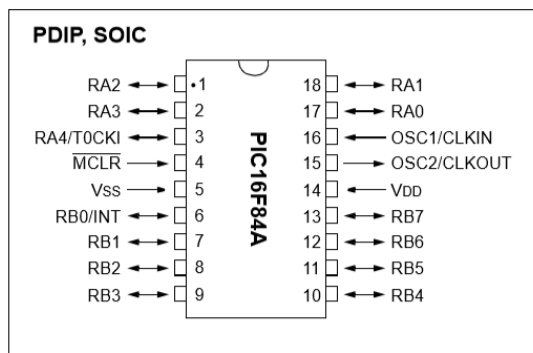 PDIP, SOIC
RA2 1 18 RA1
RA3 2 17 RA0
RA4/T0CKI 3 16 OSC1/CLKIN
MCLR 4 15 OSC2/CLKOUT
VSS 5 14 VDD
RB0/INT 6 13 RB7
RB1 7 12 RB6
RB2 8 11 RB5
RB3 9 10 RB4
PIC16F84A